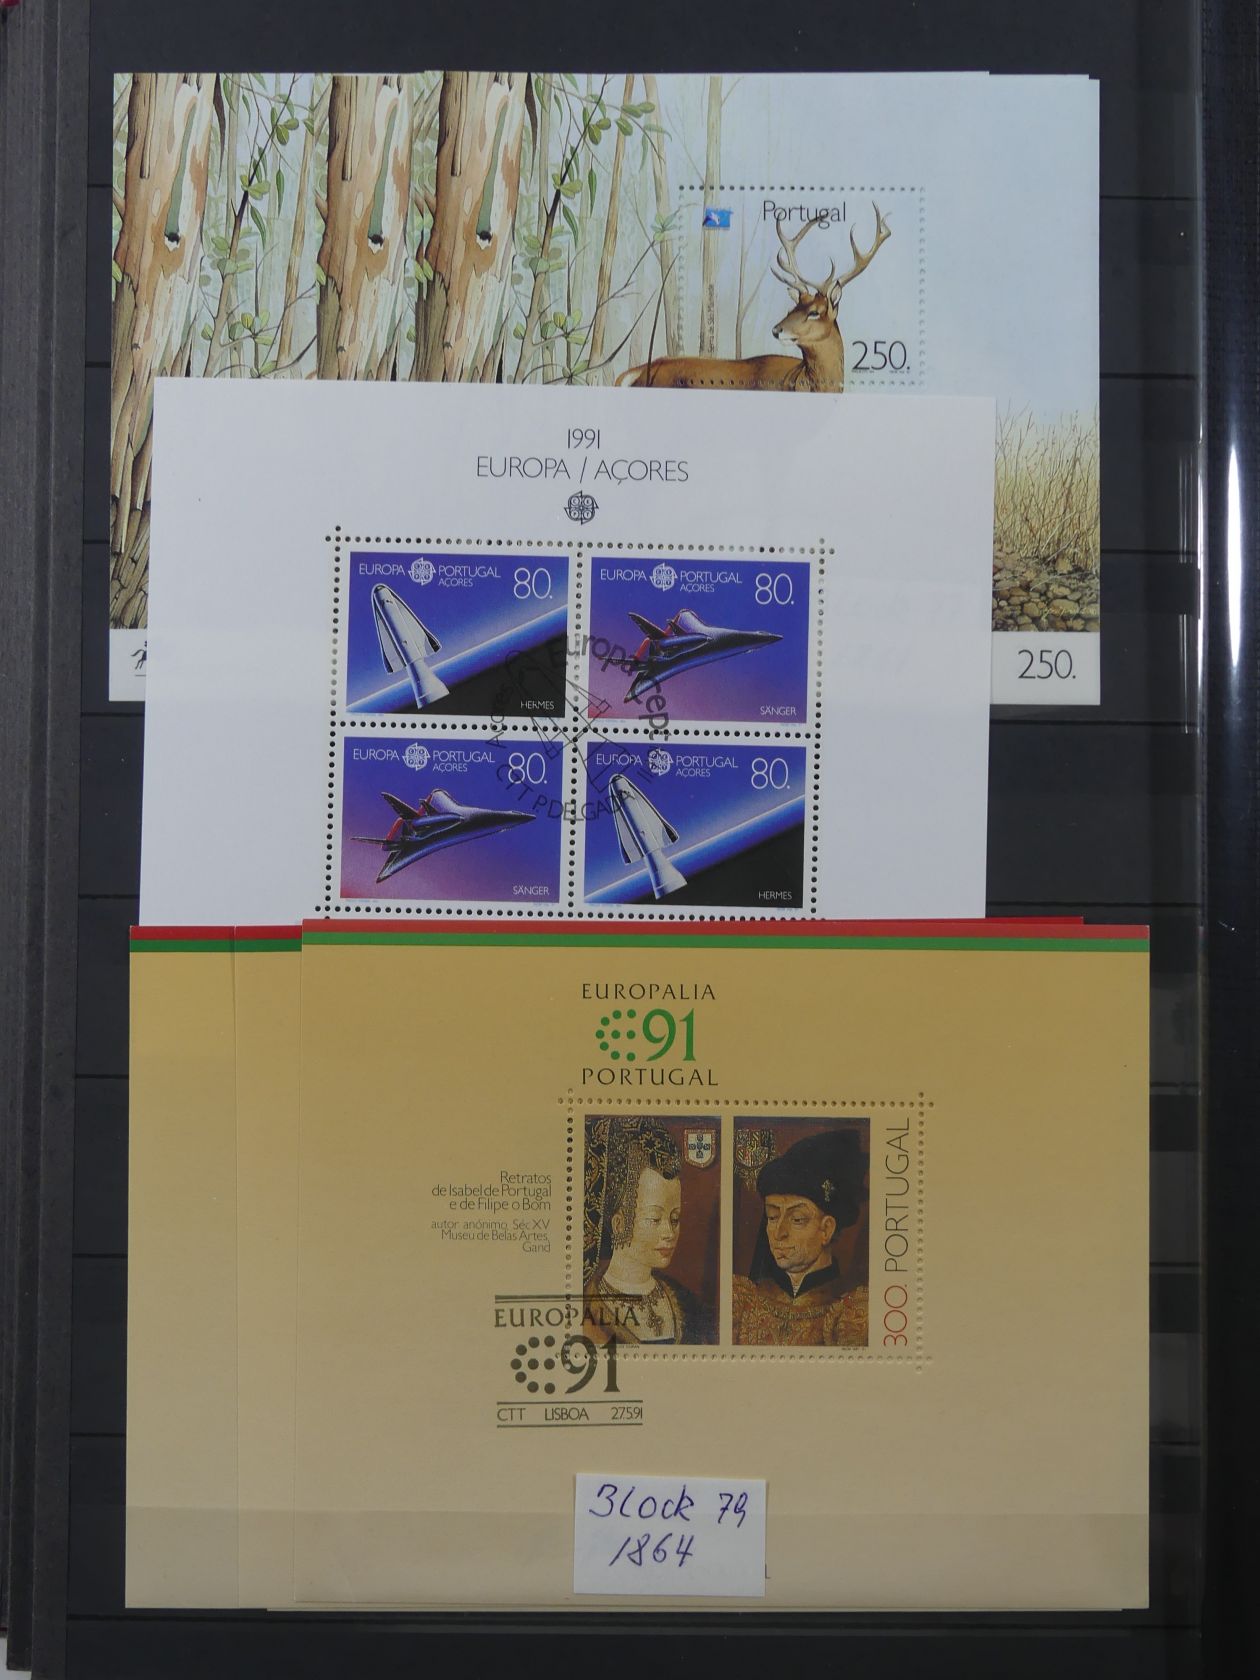 Portugal
250.
250.
1991
EUROPA / AÇORES
EUROPA PORTUGAL 80.
AÇORES
HERMES
EUROPA PORTUGAL 80.
AÇORES
SÄNGER
EUROPA PORTUGAL 80.
AÇORES
SÄNGER
EUROPA PORTUGAL 80.
AÇORES
HERMES
Açores Europa Cept
CTT P. DELGADA
EUROPALIA
91
PORTUGAL
Retratos
de Isabel de Portugal
e de Filipe o Bom
autor anónimo, Séc XV
Museu de Belas Artes,
Gand
300. PORTUGAL
EUROPALIA
91
CTT LISBOA 27.5.91
Block 79
1864